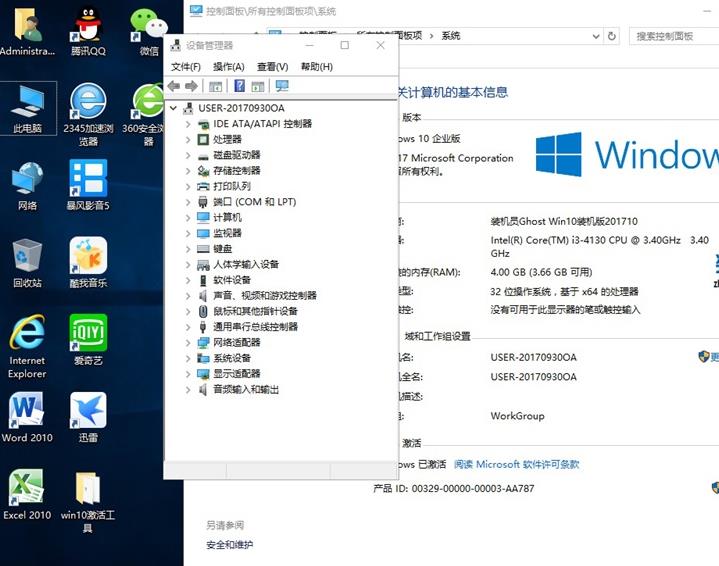 控制面板\所有控制面板项\系统
控制面板 › 所有控制面板项 › 系统
搜索控制面板
Administra...
腾讯QQ
微信
此电脑
2345加速浏
览器
360安全浏
器
网络
暴风影音5
回收站
酷我音乐
Internet
Explorer
爱奇艺
Word 2010
迅雷
Excel 2010
win10激活工
具
设备管理器
文件(F) 操作(A) 查看(V) 帮助(H)
USER-20170930OA
IDE ATA/ATAPI 控制器
处理器
磁盘驱动器
存储控制器
打印队列
端口 (COM 和 LPT)
计算机
监视器
键盘
人体学输入设备
软件设备
声音、视频和游戏控制器
鼠标和其他指针设备
通用串行总线控制器
网络适配器
系统设备
显示适配器
音频输入和输出
关计算机的基本信息
版本
ows 10 企业版
17 Microsoft Corporation
所有权利。
Window
装机员Ghost Win10装机版201710
Intel(R) Core(TM) i3-4130 CPU @ 3.40GHz 3.40
GHz
的内存(RAM): 4.00 GB (3.66 GB 可用)
类型: 32 位操作系统，基于 x64 的处理器
没有可用于此显示器的笔或触控输入
域和工作组设置
机名: USER-20170930OA
机全名: USER-20170930OA
机描述:
组: WorkGroup
激活
ows 已激活 阅读 Microsoft 软件许可条款
产品 ID: 00329-00000-00003-AA787
另请参阅
安全和维护